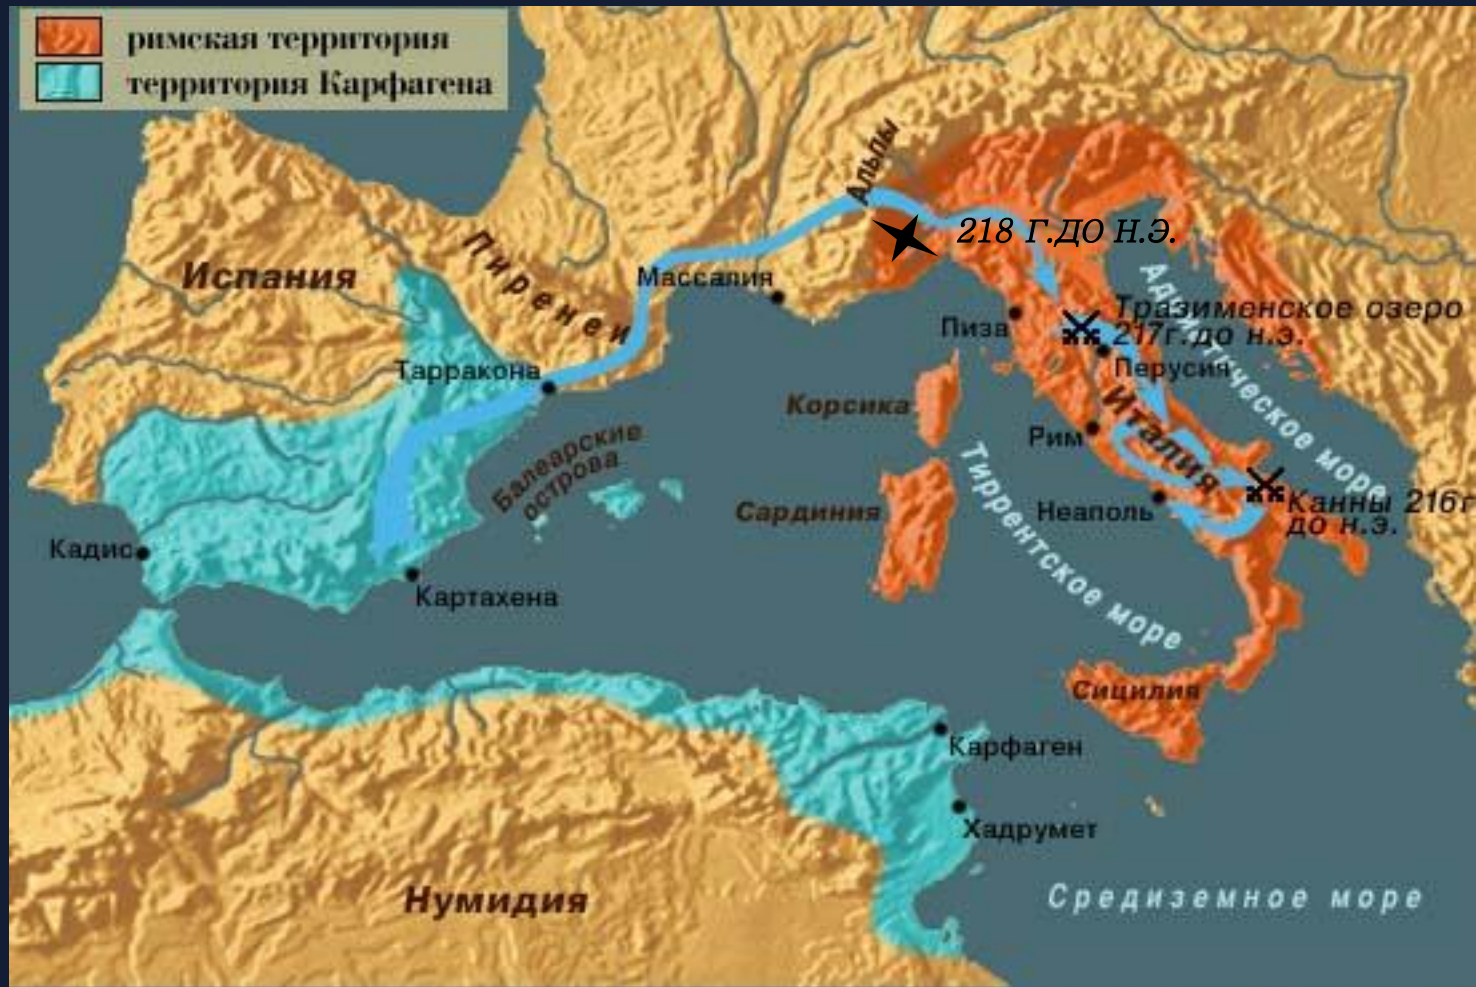 римская территория
территория Карфагена
Альпы
218 Г.ДО Н.Э.
Пиренеи
Испания
Массалия
Адриатическое море
Тразименское озеро
217г.до н.э.
Пиза
Перусия
Тарракона
Корсика
Италия
Рим
Балеарские
острова
Тиррентское море
Сардиния
Неаполь
Канны 216г
до н.э.
Кадис
Картахена
Сицилия
Карфаген
Хадрумет
Нумидия
Средиземное море